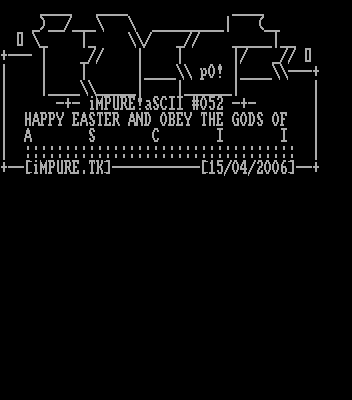 p0!
-+- iMPURE!aSCII #052 -+-
HAPPY EASTER AND OBEY THE GODS OF
A S C I I
[iMPURE.TK] [15/04/2006]